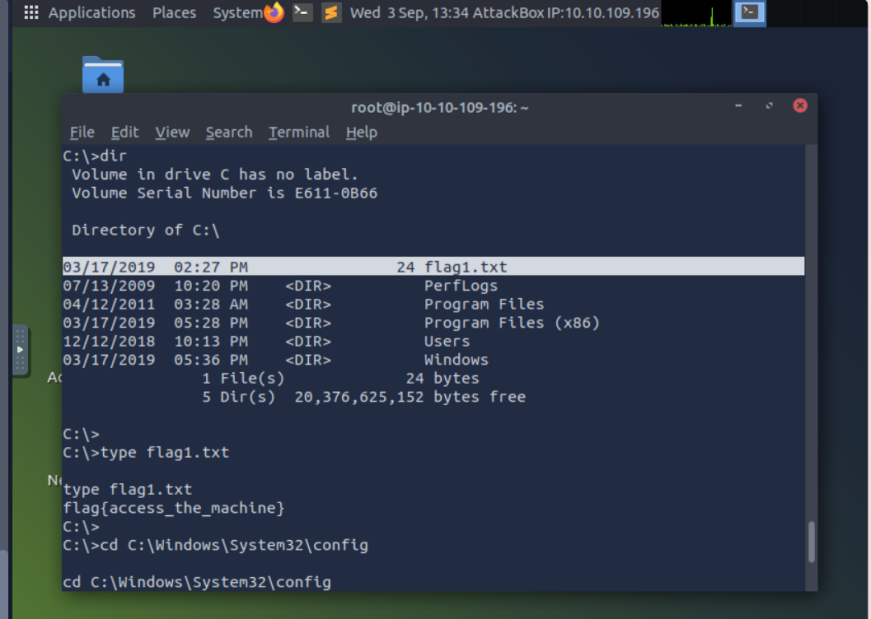 Applications Places System Wed 3 Sep, 13:34 AttackBox IP:10.10.109.196
root@ip-10-10-109-196: ~
File Edit View Search Terminal Help
C:\>dir
 Volume in drive C has no label.
 Volume Serial Number is E611-0B66
 Directory of C:\
03/17/2019  02:27 PM                24 flag1.txt
07/13/2009  10:20 PM    <DIR>          PerfLogs
04/12/2011  03:28 AM    <DIR>          Program Files
03/17/2019  05:28 PM    <DIR>          Program Files (x86)
12/12/2018  10:13 PM    <DIR>          Users
03/17/2019  05:36 PM    <DIR>          Windows
               1 File(s)             24 bytes
               5 Dir(s)  20,376,625,152 bytes free
C:\>
C:\>type flag1.txt
type flag1.txt
flag{access_the_machine}
C:\>
C:\>cd C:\Windows\System32\config
cd C:\Windows\System32\config